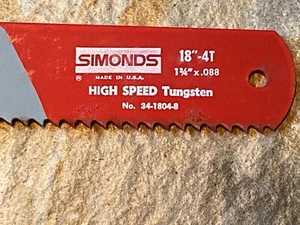 SIMONDS
® MADE IN U.S.A.
18"-4T
1¾" x .088
HIGH SPEED Tungsten
No. 34-1804-8